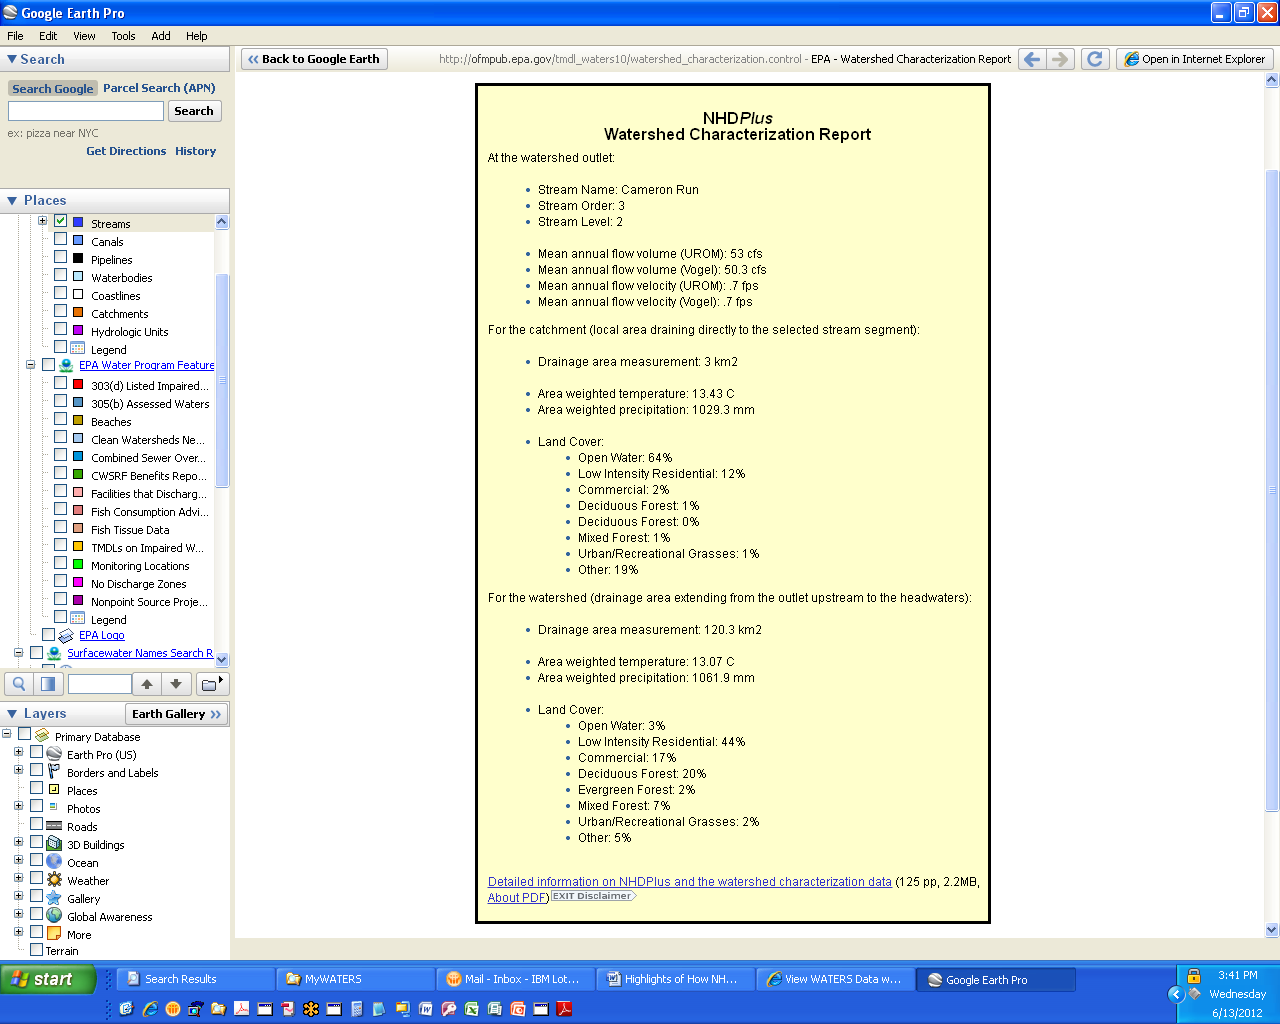 Google Earth Pro
File Edit View Tools Add Help
Search
Search Google Parcel Search (APN)
Search
ex: pizza near NYC
Get Directions History
Places
Streams
Canals
Pipelines
Waterbodies
Coastlines
Catchments
Hydrologic Units
Legend
EPA Water Program Feature
303(d) Listed Impaired...
305(b) Assessed Waters
Beaches
Clean Watersheds Ne...
Combined Sewer Over...
CWSRF Benefits Repo...
Facilities that Discharg...
Fish Consumption Advi...
Fish Tissue Data
TMDLs on Impaired W...
Monitoring Locations
No Discharge Zones
Nonpoint Source Proje...
Legend
EPA Logo
Surfacewater Names Search R
Layers Earth Gallery »
Primary Database
Earth Pro (US)
Borders and Labels
Places
Photos
Roads
3D Buildings
Ocean
Weather
Gallery
Global Awareness
More
Terrain
« Back to Google Earth http://ofmpub.epa.gov/tmdl_waters10/watershed_characterization.control - EPA - Watershed Characterization Report Open in Internet Explorer
NHDPlus
Watershed Characterization Report
At the watershed outlet:
• Stream Name: Cameron Run
• Stream Order: 3
• Stream Level: 2
• Mean annual flow volume (UROM): 53 cfs
• Mean annual flow volume (Vogel): 50.3 cfs
• Mean annual flow velocity (UROM): .7 fps
• Mean annual flow velocity (Vogel): .7 fps
For the catchment (local area draining directly to the selected stream segment):
• Drainage area measurement: 3 km2
• Area weighted temperature: 13.43 C
• Area weighted precipitation: 1029.3 mm
• Land Cover:
• Open Water: 64%
• Low Intensity Residential: 12%
• Commercial: 2%
• Deciduous Forest: 1%
• Deciduous Forest: 0%
• Mixed Forest: 1%
• Urban/Recreational Grasses: 1%
• Other: 19%
For the watershed (drainage area extending from the outlet upstream to the headwaters):
• Drainage area measurement: 120.3 km2
• Area weighted temperature: 13.07 C
• Area weighted precipitation: 1061.9 mm
• Land Cover:
• Open Water: 3%
• Low Intensity Residential: 44%
• Commercial: 17%
• Deciduous Forest: 20%
• Evergreen Forest: 2%
• Mixed Forest: 7%
• Urban/Recreational Grasses: 2%
• Other: 5%
Detailed information on NHDPlus and the watershed characterization data (125 pp, 2.2MB,
About PDF) EXIT Disclaimer
start Search Results MyWATERS Mail - Inbox - IBM Lot... Highlights of How NH... View WATERS Data w... Google Earth Pro
3:41 PM
Wednesday
6/13/2012